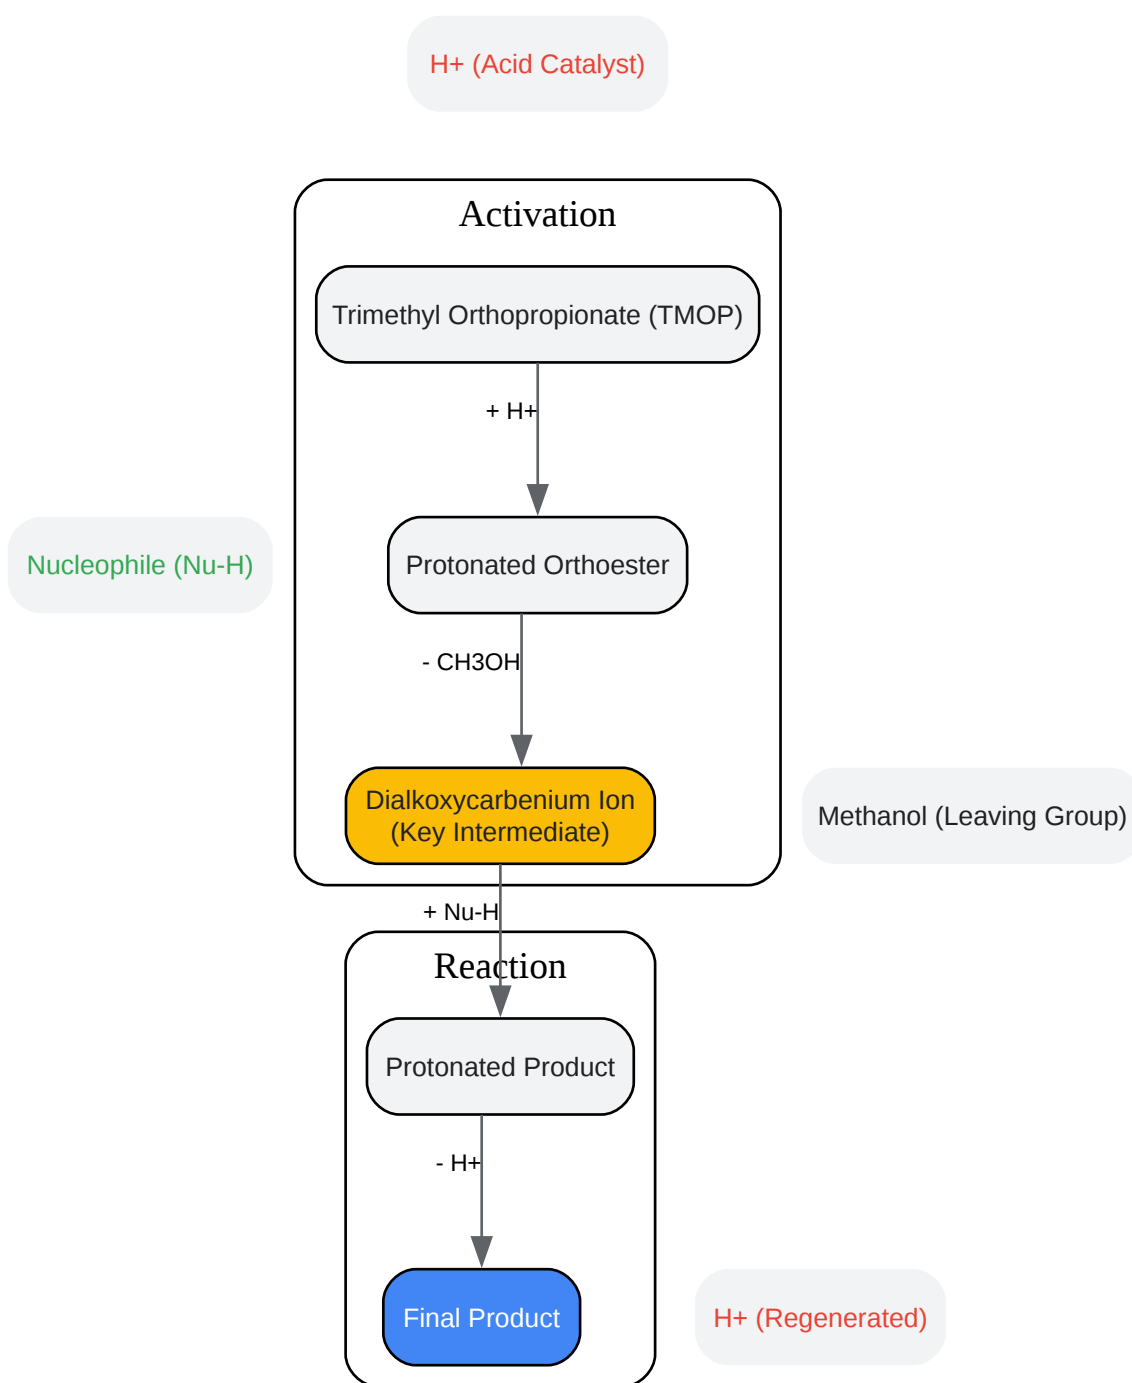 H+ (Acid Catalyst)
Activation
Trimethyl Orthopropionate (TMOP)
+ H+
Nucleophile (Nu-H)
Protonated Orthoester
- CH3OH
Dialkoxycarbenium Ion
(Key Intermediate)
Methanol (Leaving Group)
+ Nu-H
Reaction
Protonated Product
- H+
Final Product
H+ (Regenerated)